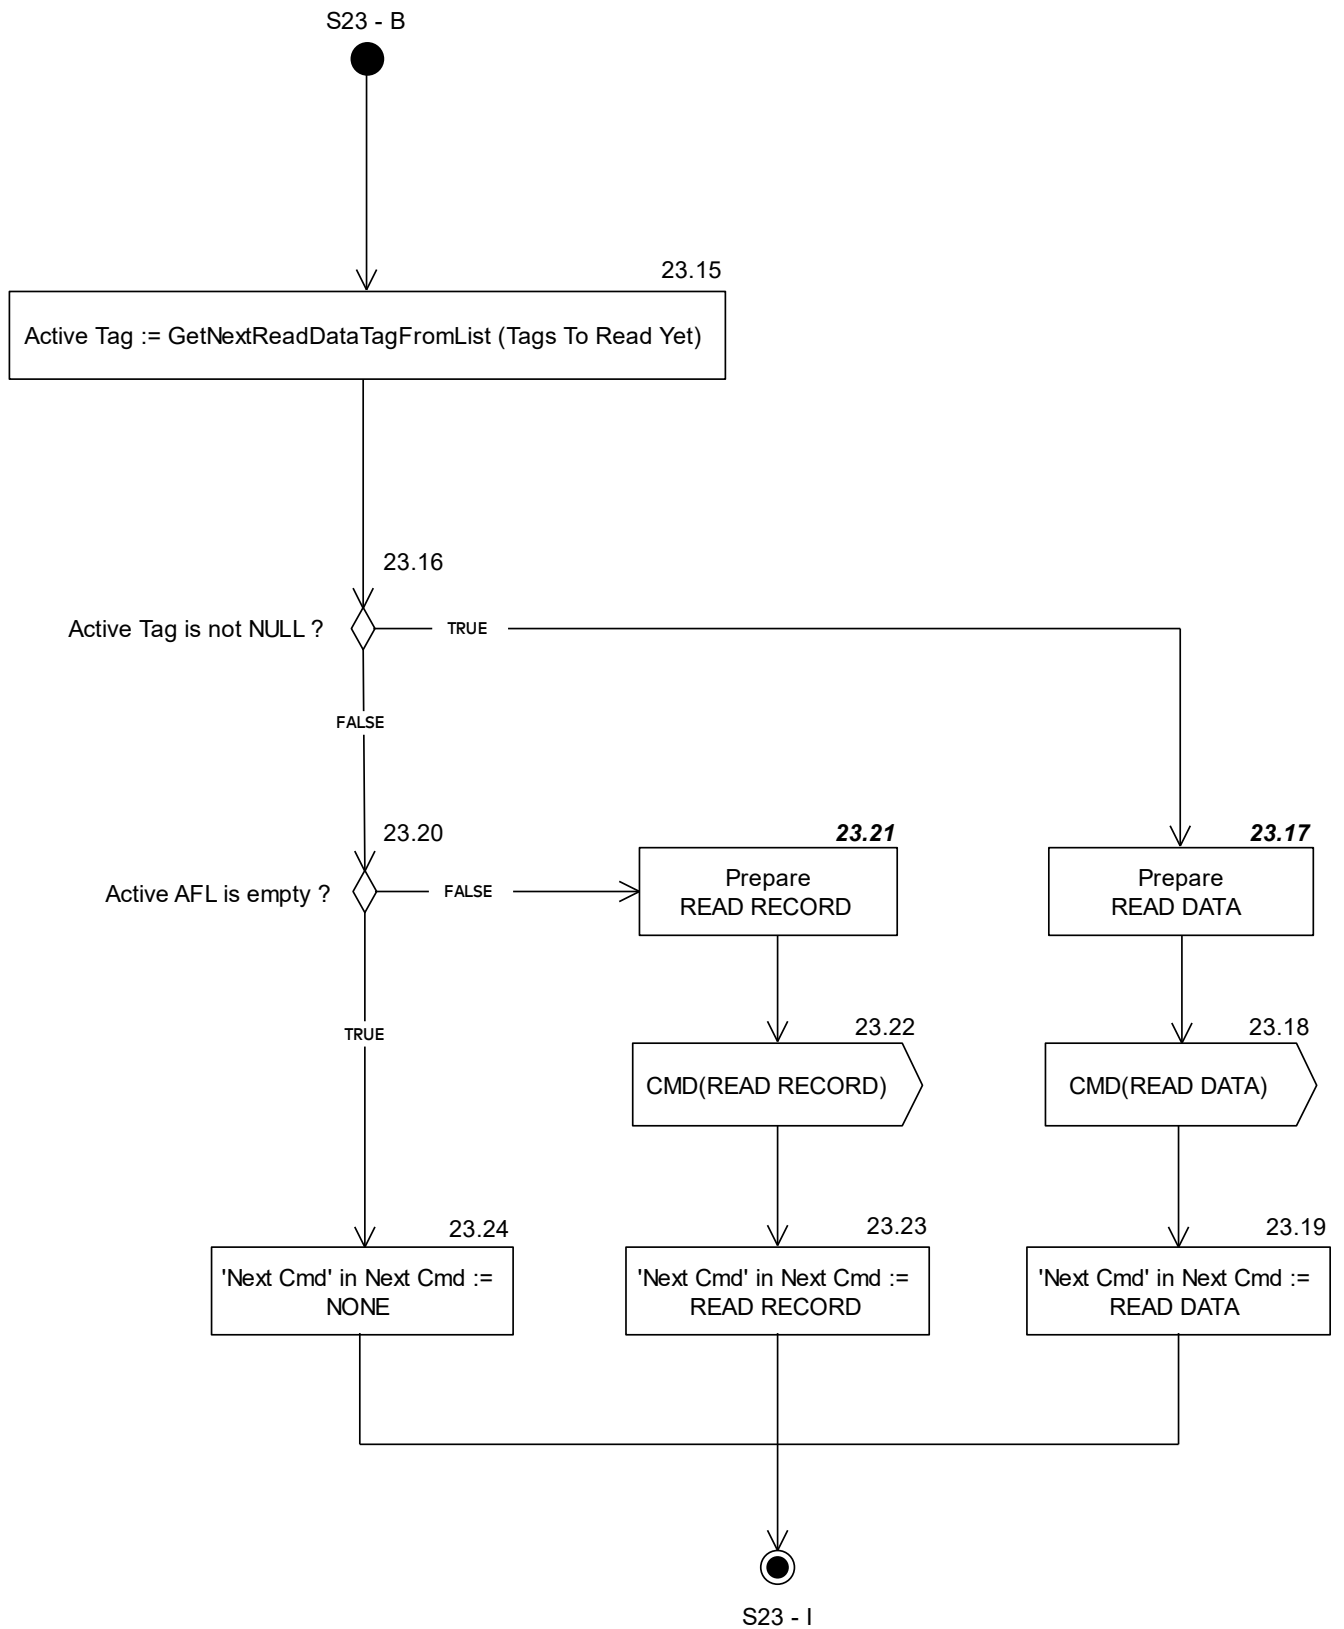 S23 - B
23.15
Active Tag := GetNextReadDataTagFromList (Tags To Read Yet)
23.16
Active Tag is not NULL ?
TRUE
FALSE
23.20
23.21
23.17
Active AFL is empty ?
FALSE
Prepare
READ RECORD
Prepare
READ DATA
TRUE
23.22
23.18
CMD(READ RECORD)
CMD(READ DATA)
23.24
23.23
23.19
'Next Cmd' in Next Cmd :=
NONE
'Next Cmd' in Next Cmd :=
READ RECORD
'Next Cmd' in Next Cmd :=
READ DATA
S23 - I